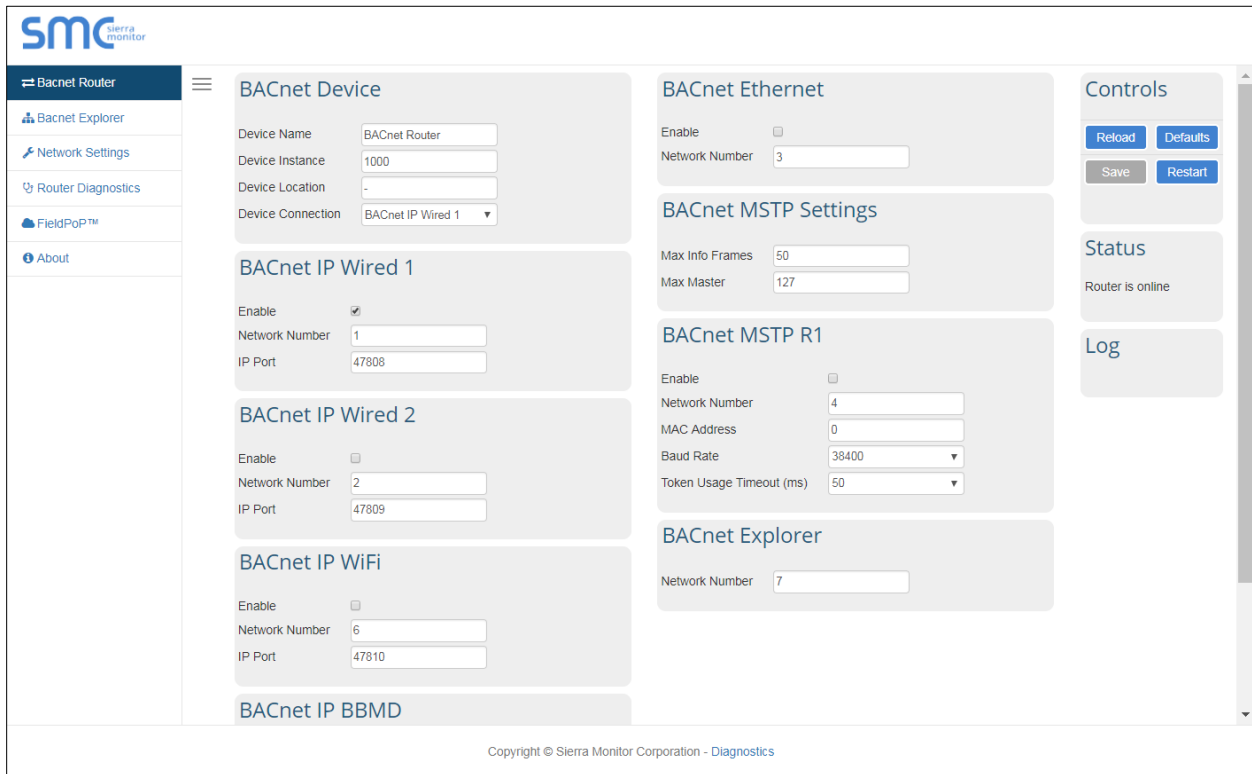 SMC sierra monitor
Bacnet Router
Bacnet Explorer
Network Settings
Router Diagnostics
FieldPoP™
About
BACnet Device
Device Name BACnet Router
Device Instance 1000
Device Location -
Device Connection BACnet IP Wired 1
BACnet IP Wired 1
Enable
Network Number 1
IP Port 47808
BACnet IP Wired 2
Enable
Network Number 2
IP Port 47809
BACnet IP WiFi
Enable
Network Number 6
IP Port 47810
BACnet IP BBMD
BACnet Ethernet
Enable
Network Number 3
BACnet MSTP Settings
Max Info Frames 50
Max Master 127
BACnet MSTP R1
Enable
Network Number 4
MAC Address 0
Baud Rate 38400
Token Usage Timeout (ms) 50
BACnet Explorer
Network Number 7
Controls
Reload Defaults
Save Restart
Status
Router is online
Log
Copyright © Sierra Monitor Corporation - Diagnostics